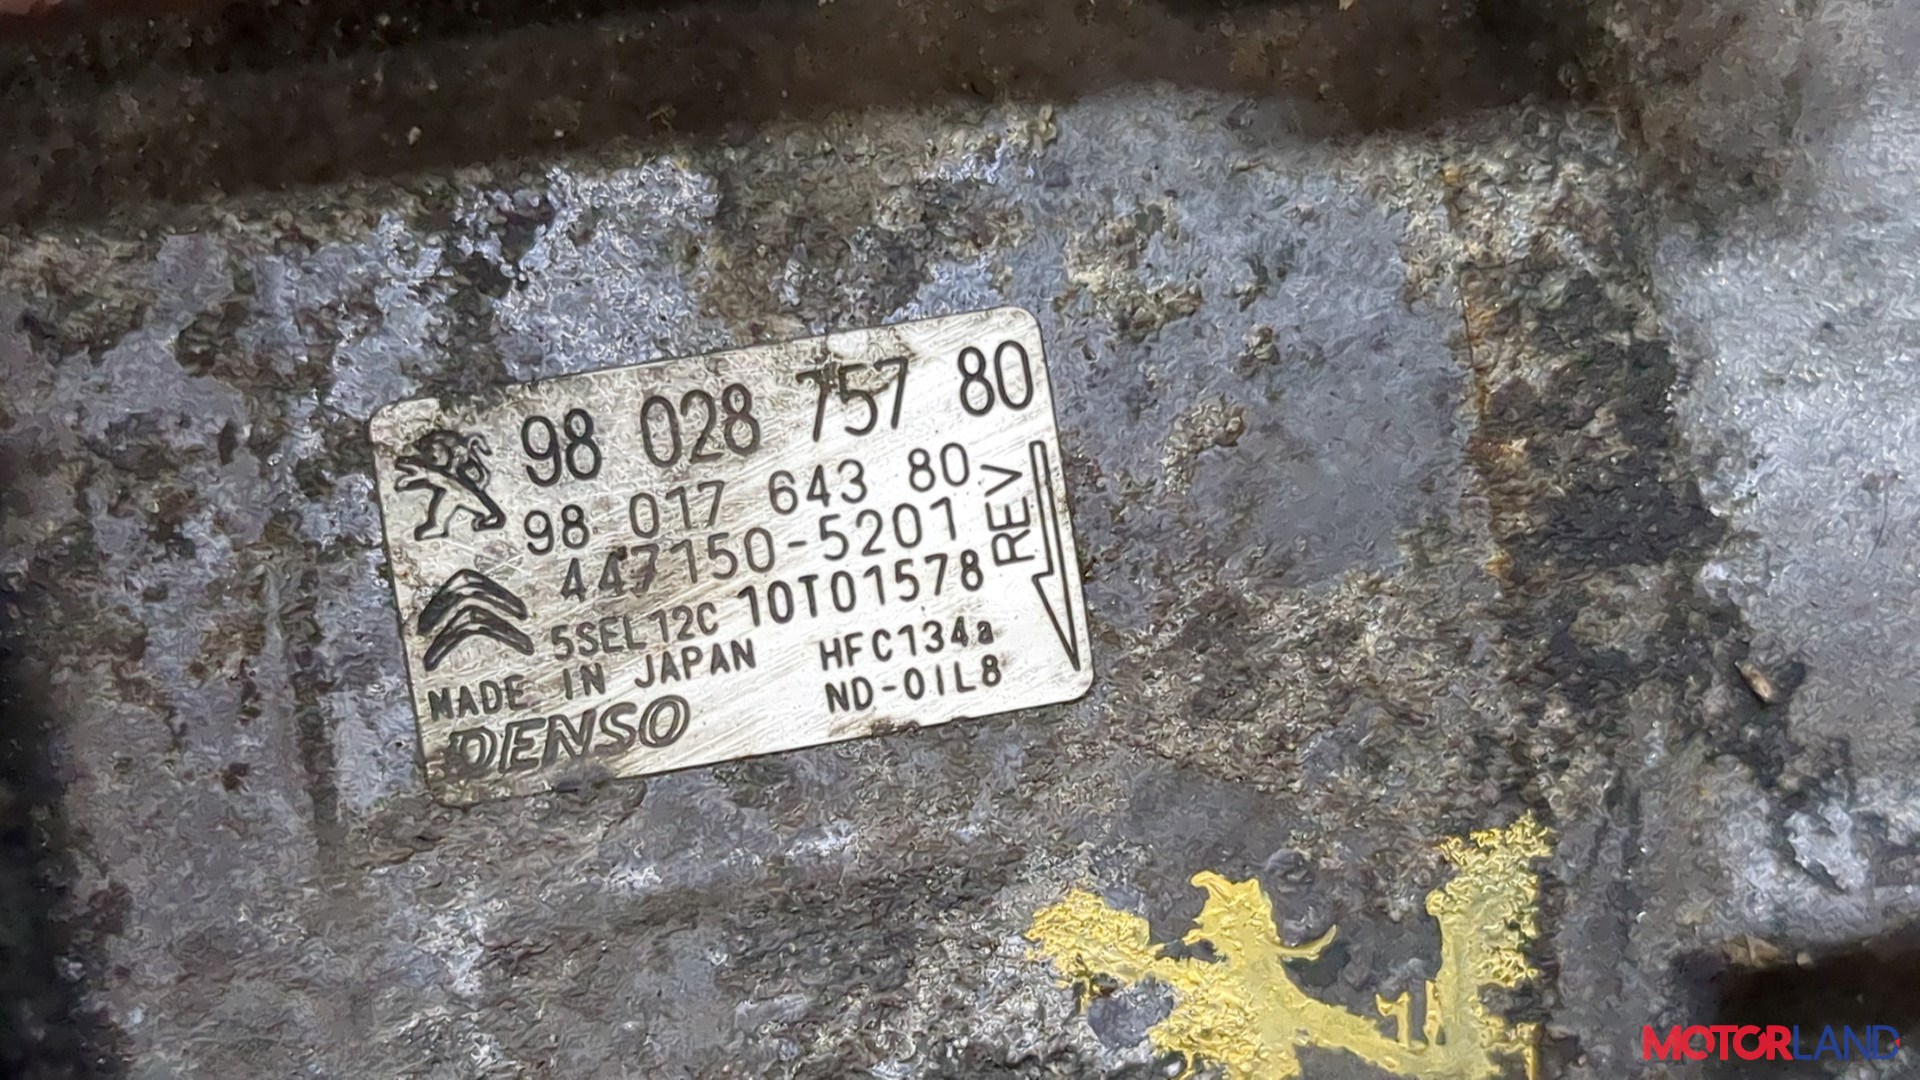 98 028 757 80
98 017 643 80
447150-5201
5SEL12C 10T01578
REV
MADE IN JAPAN
HFC134a
ND-OIL8
DENSO
MOTORLAND